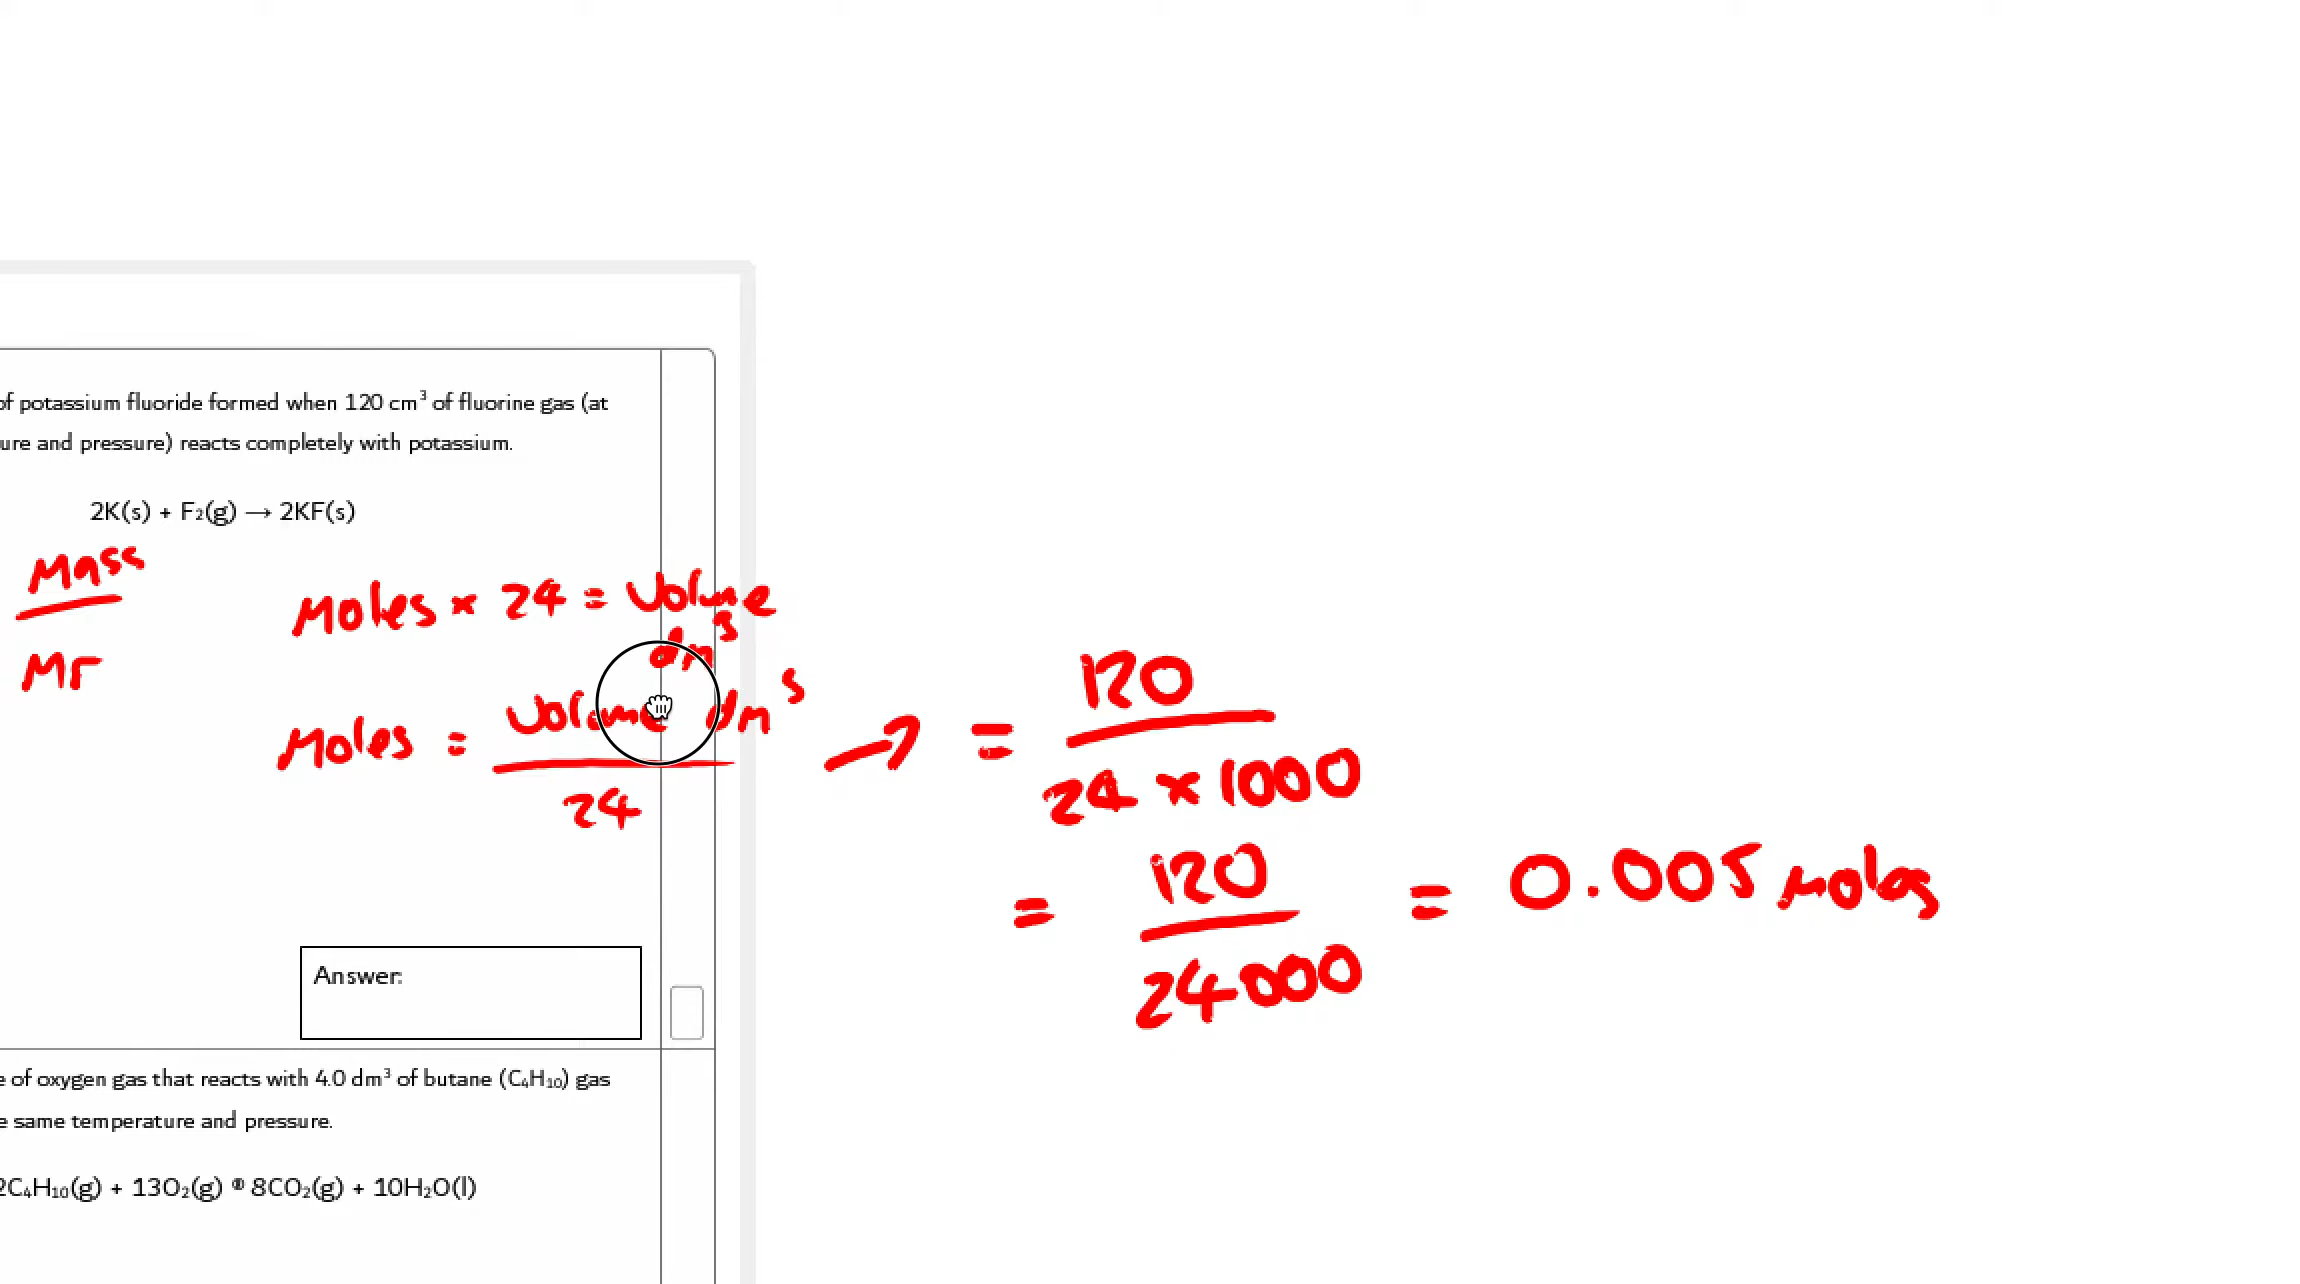 of potassium fluoride formed when 120 cm³ of fluorine gas (at
ure and pressure) reacts completely with potassium.
2K(s) + F₂(g) → 2KF(s)
Mass
Mr
Moles × 24 = Volume
dm³
Moles = Volume dm³
24
→ = 120
24 × 1000
= 120
24000
= 0.005 moles
Answer:
e of oxygen gas that reacts with 4.0 dm³ of butane (C₄H₁₀) gas
e same temperature and pressure.
2C₄H₁₀(g) + 13O₂(g) ® 8CO₂(g) + 10H₂O(l)